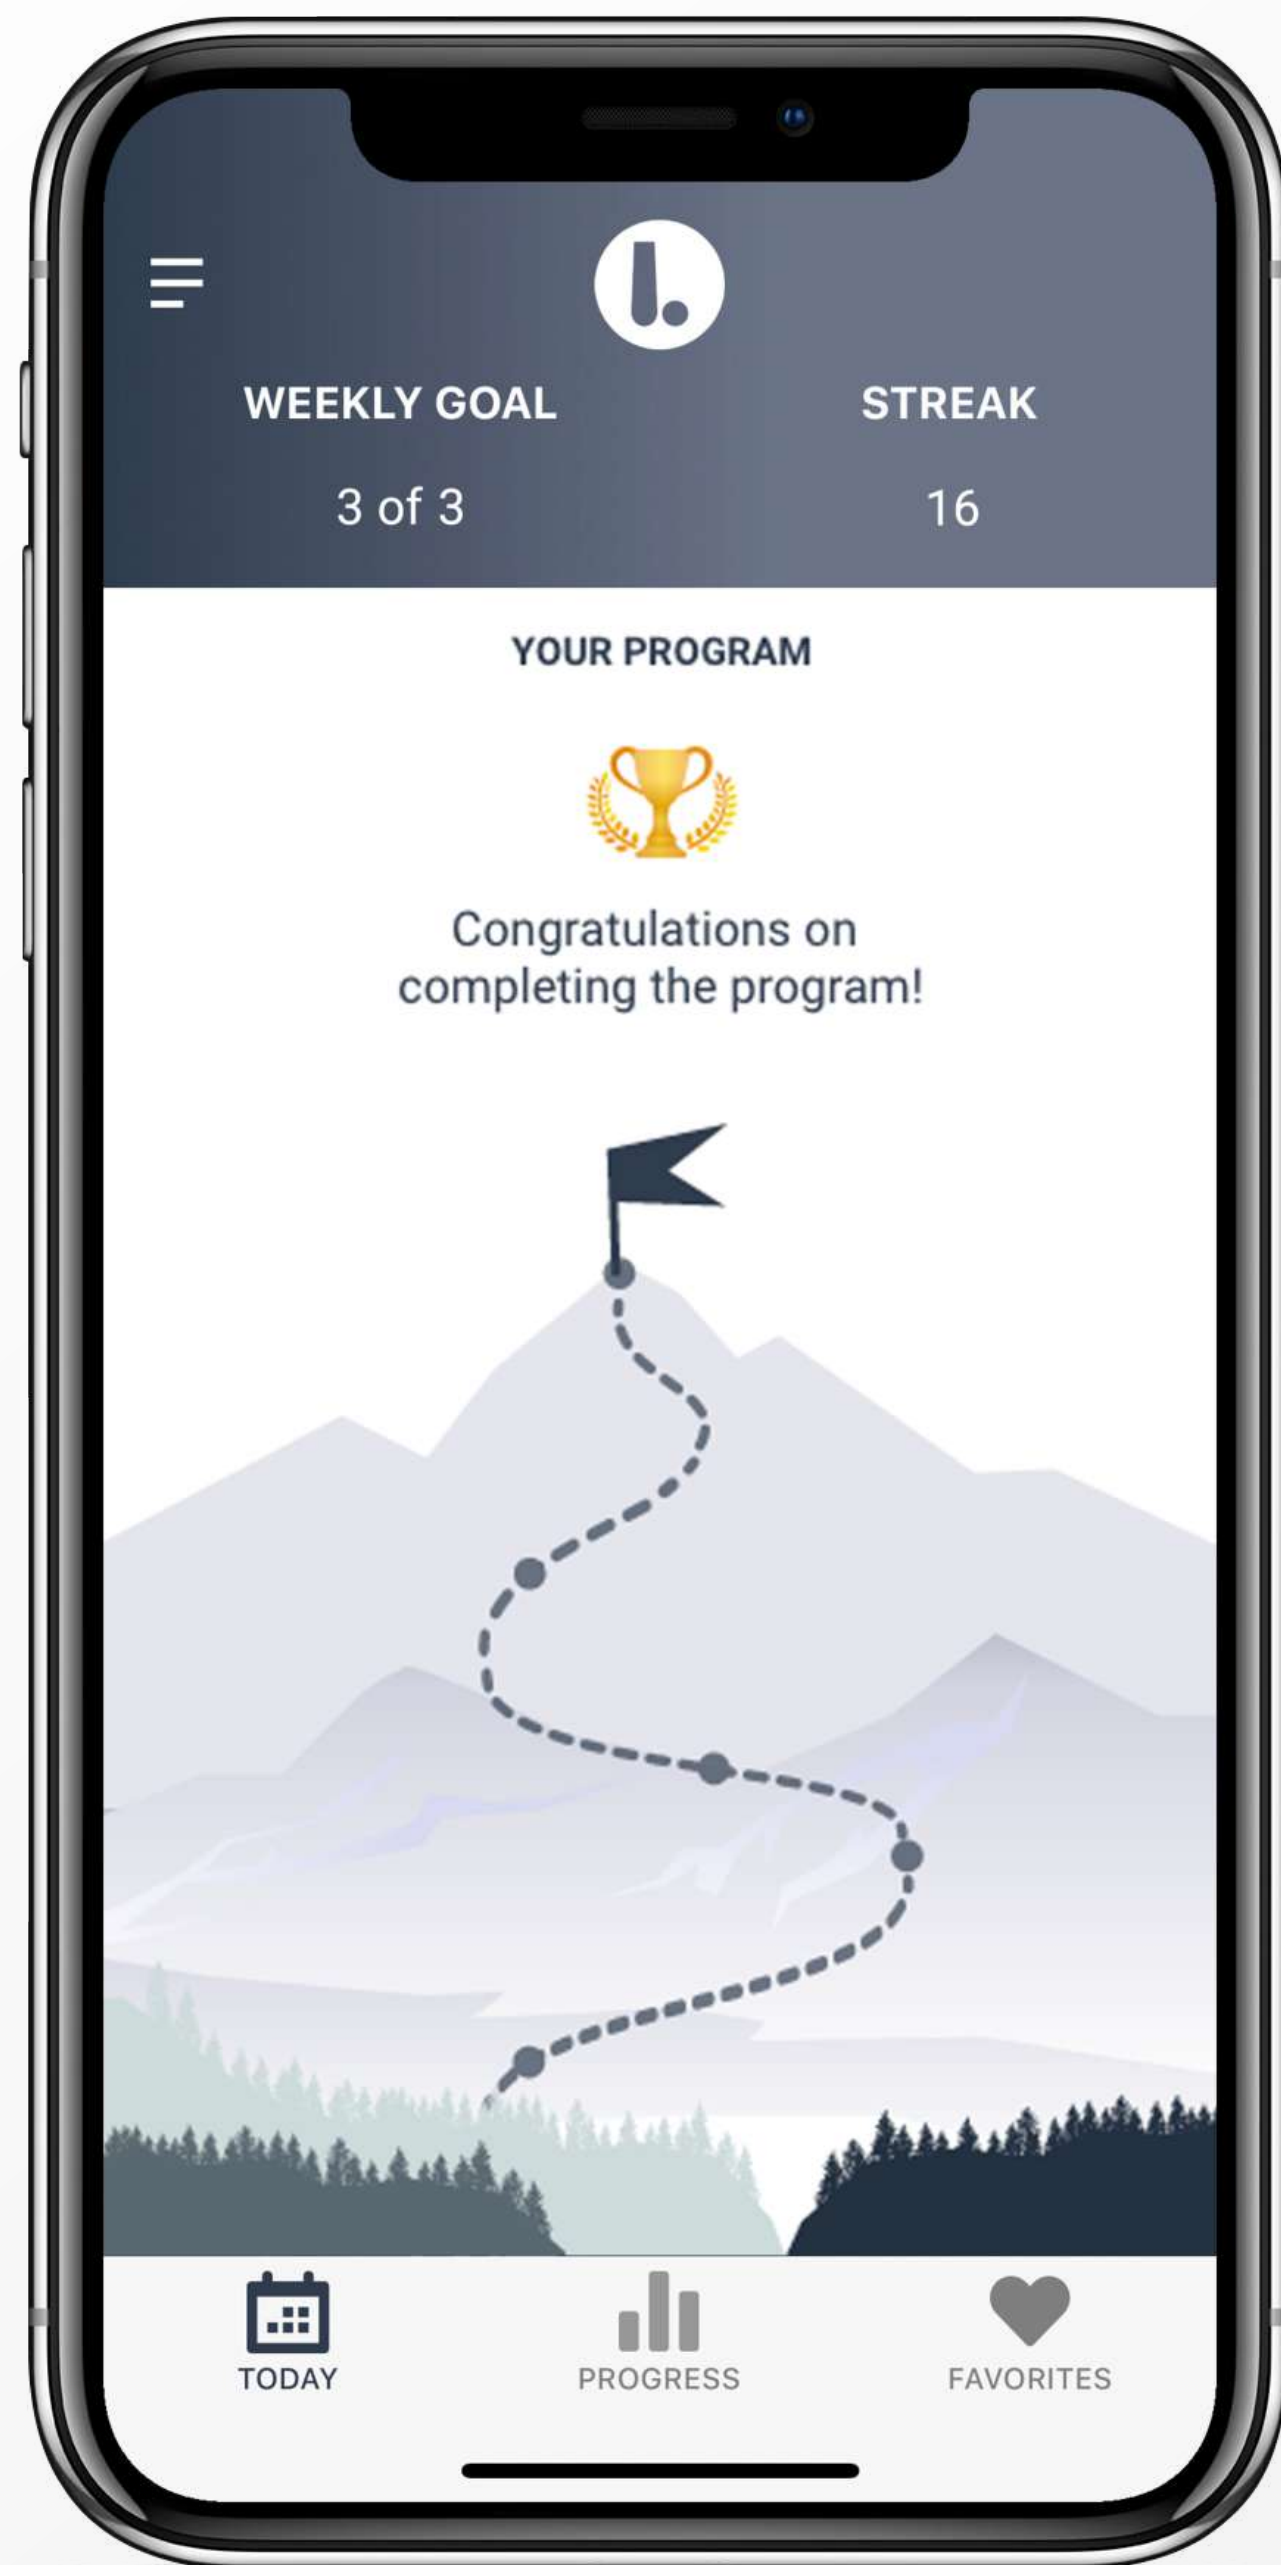 WEEKLY GOAL
STREAK
3 of 3
16
YOUR PROGRAM
Congratulations on
completing the program!
TODAY
PROGRESS
FAVORITES